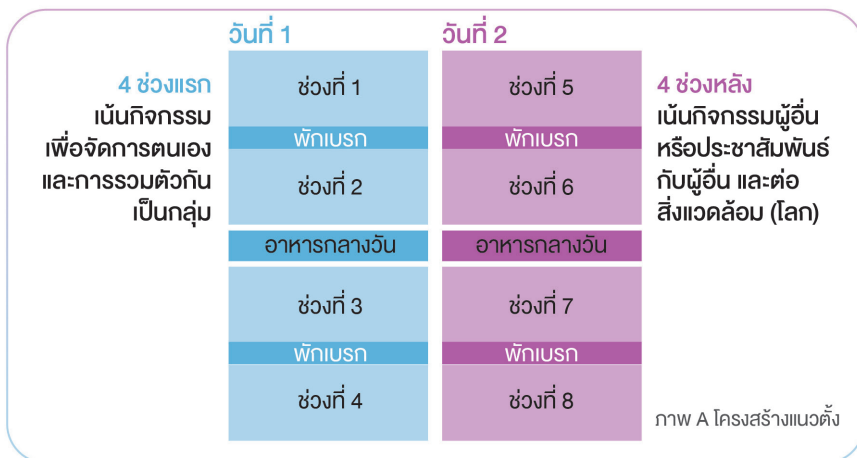 วันที่ 1
วันที่ 2
4 ช่วงแรก
เน้นกิจกรรม
เพื่อจัดการตนเอง
และการรวมตัวกัน
เป็นกลุ่ม
ช่วงที่ 1
พักเบรก
ช่วงที่ 2
อาหารกลางวัน
ช่วงที่ 3
พักเบรก
ช่วงที่ 4
ช่วงที่ 5
พักเบรก
ช่วงที่ 6
อาหารกลางวัน
ช่วงที่ 7
พักเบรก
ช่วงที่ 8
4 ช่วงหลัง
เน้นกิจกรรมผู้อื่น
หรือประชาสัมพันธ์
กับผู้อื่น และต่อ
สิ่งแวดล้อม (โลก)
ภาพ A โครงสร้างแนวตั้ง